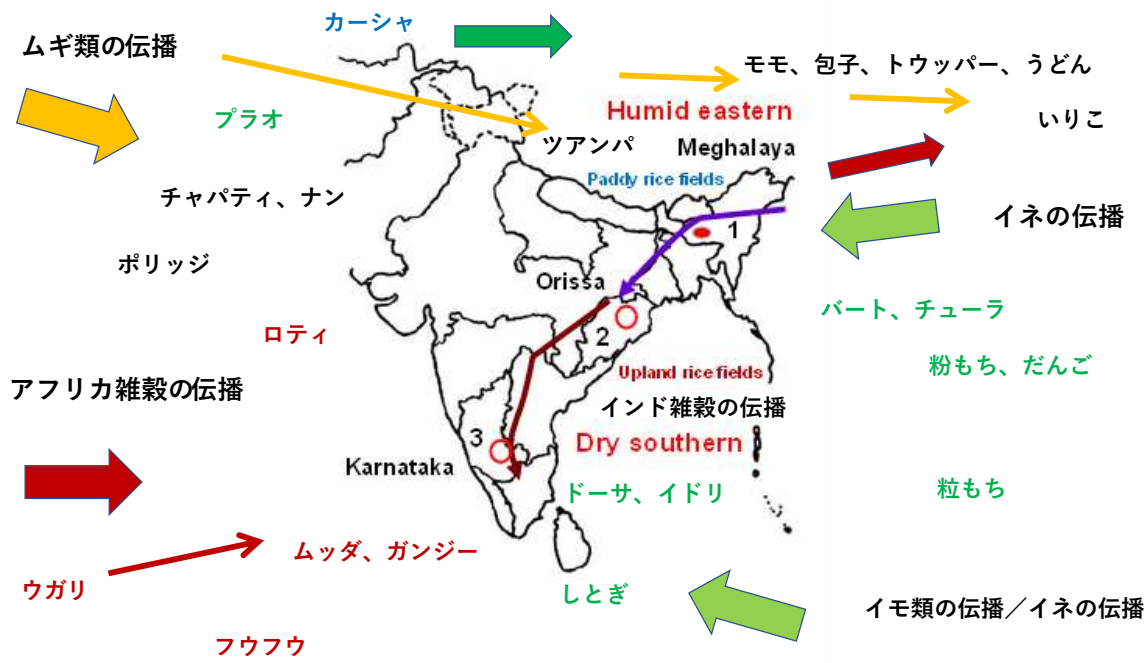 カーシャ
ムギ類の伝播
モモ、包子、トウッパー、うどん
プラオ
Humid eastern
いりこ
ツアンパ
Meghalaya
Paddy rice fields
チャパティ、ナン
イネの伝播
1
ポリッジ
Orissa
バート、チューラ
ロティ
2
粉もち、だんご
Upland rice fields
アフリカ雑穀の伝播
インド雑穀の伝播
3
Dry southern
Karnataka
ドーサ、イドリ
粒もち
ムッダ、ガンジー
ウガリ
しとぎ
イモ類の伝播／イネの伝播
フウフウ